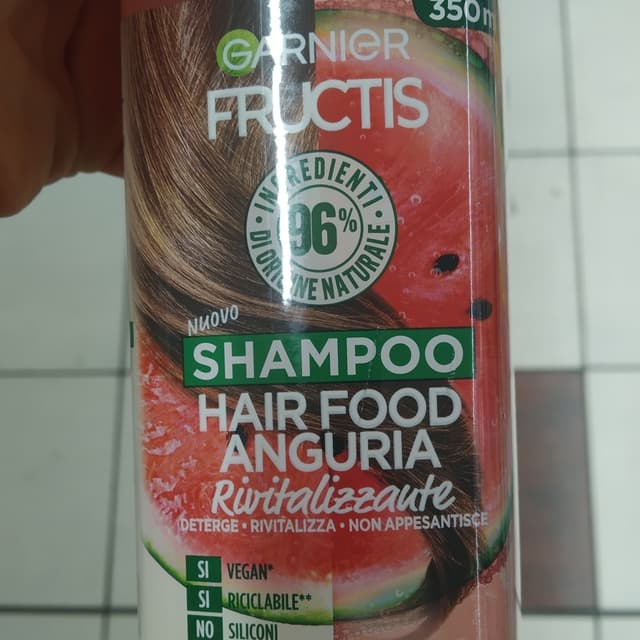 350 m
GARNIER
FRUCTIS
INGREDIENTI
96%
DI ORIGINE NATURALE
NUOVO
SHAMPOO
HAIR FOOD
ANGURIA
Rivitalizzante
DETERGE • RIVITALIZZA • NON APPESANTISCE
SI VEGAN*
SI RICICLABILE**
NO SILICONI